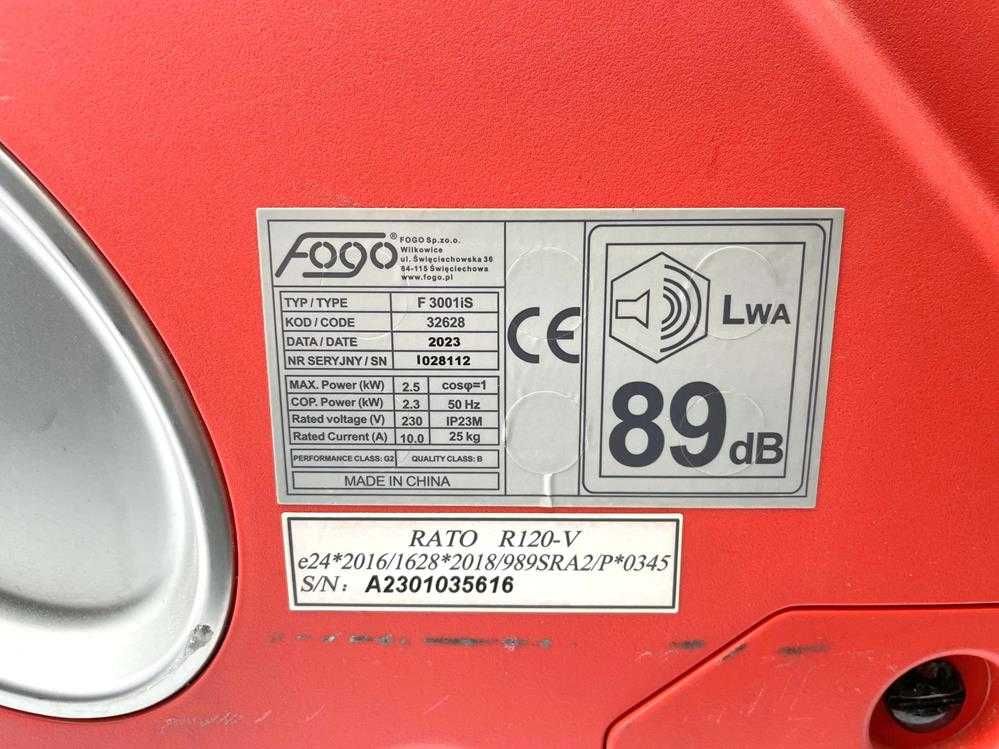 Fogo®
FOGO Sp.zo.o.
Wilkowice
ul. Święciechowska 36
64-115 Święciechowa
www.fogo.pl
TYP / TYPE F 3001iS
KOD / CODE 32628
DATA / DATE 2023
NR SERYJNY / SN I028112
MAX. Power (kW) 2.5 cosφ=1
COP. Power (kW) 2.3 50 Hz
Rated voltage (V) 230 IP23M
Rated Current (A) 10.0 25 kg
PERFORMANCE CLASS: G2 QUALITY CLASS: B
MADE IN CHINA
CE
LWA
89 dB
RATO R120-V
e24*2016/1628*2018/989SRA2/P*0345
S/N: A2301035616